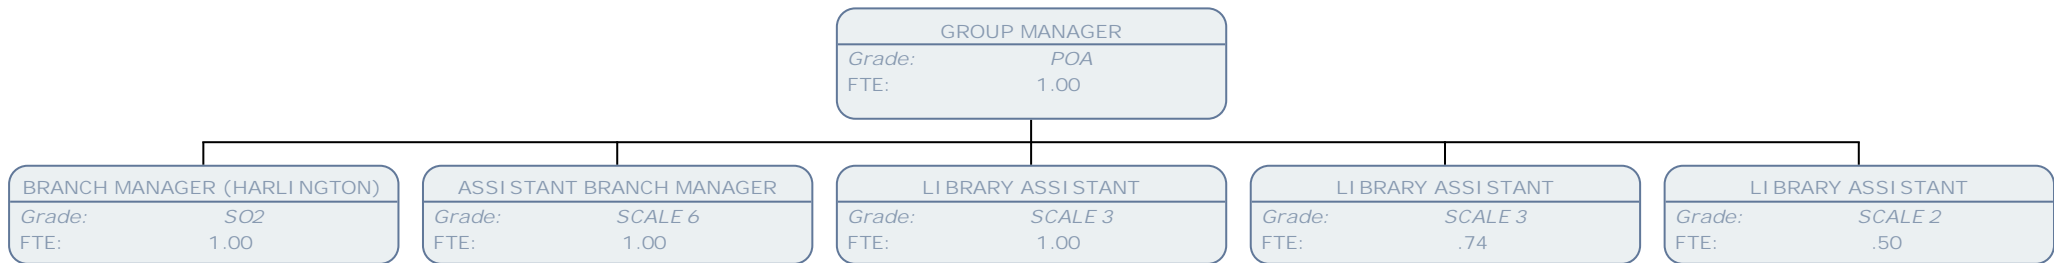 GROUP MANAGER
Grade: POA
FTE: 1.00
BRANCH MANAGER (HARLINGTON)
Grade: SO2
FTE: 1.00
ASSISTANT BRANCH MANAGER
Grade: SCALE 6
FTE: 1.00
LIBRARY ASSISTANT
Grade: SCALE 3
FTE: 1.00
LIBRARY ASSISTANT
Grade: SCALE 3
FTE: .74
LIBRARY ASSISTANT
Grade: SCALE 2
FTE: .50